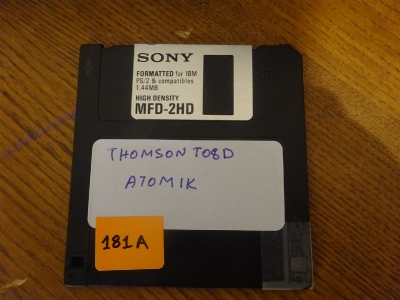 SONY
FORMATTED for IBM
PS/2 & compatibles
1.44MB
HIGH DENSITY
MFD-2HD
THOMSON TO8D
ATOMIK
181A